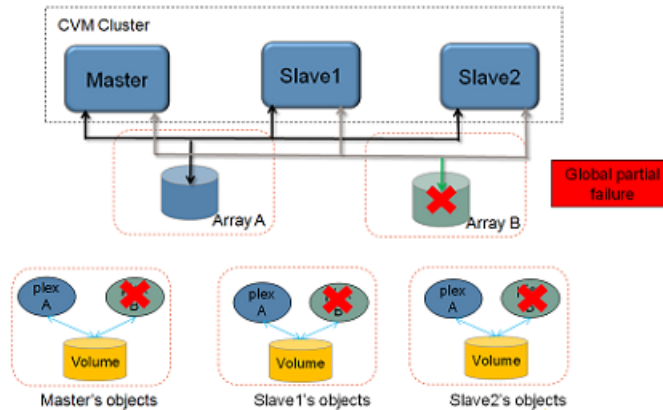 CVM Cluster
Master
Slave1
Slave2
Array A
Array B
Global partial
failure
plex
A
B
Volume
plex
A
B
Volume
plex
A
B
Volume
Master's objects
Slave1's objects
Slave2's objects